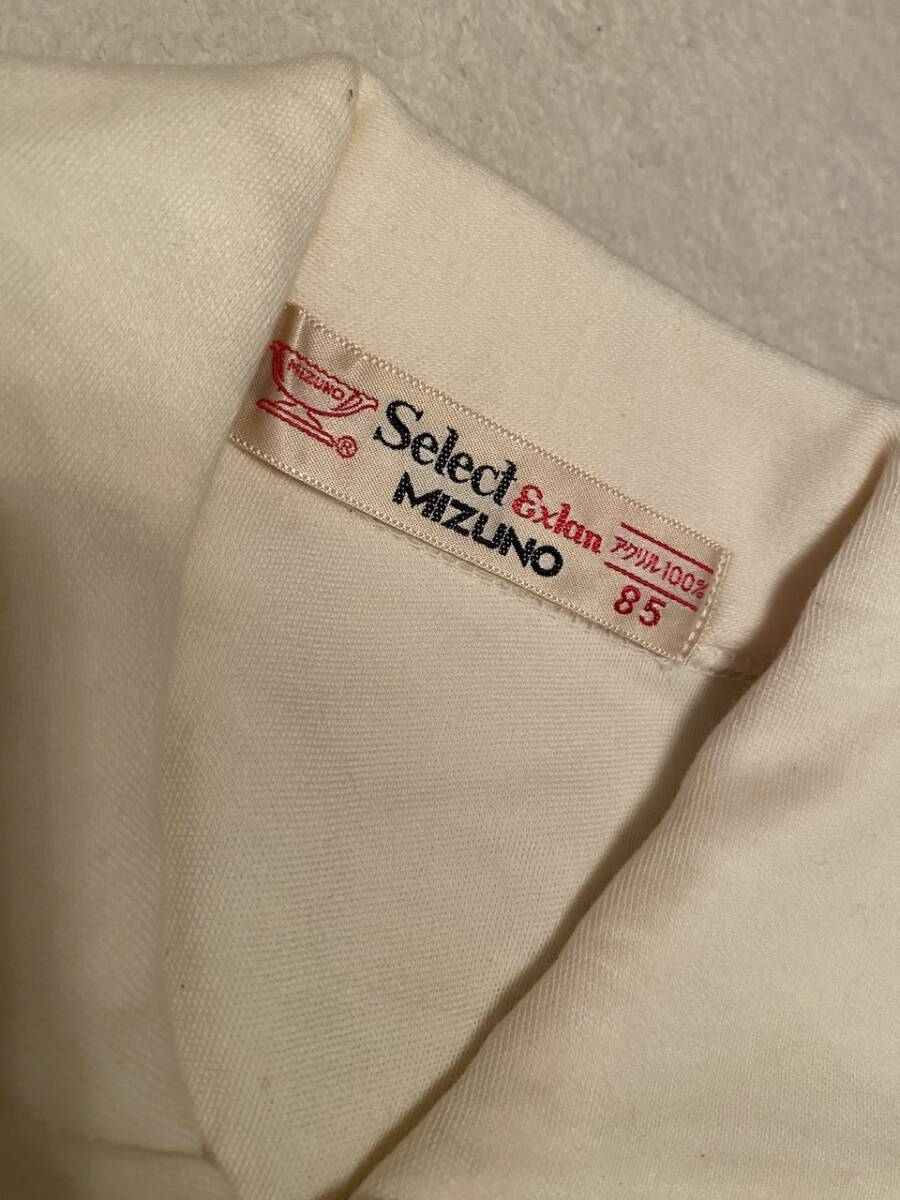 MIZUNO
®
Select Exlan
MIZUNO
アクリル100%
85